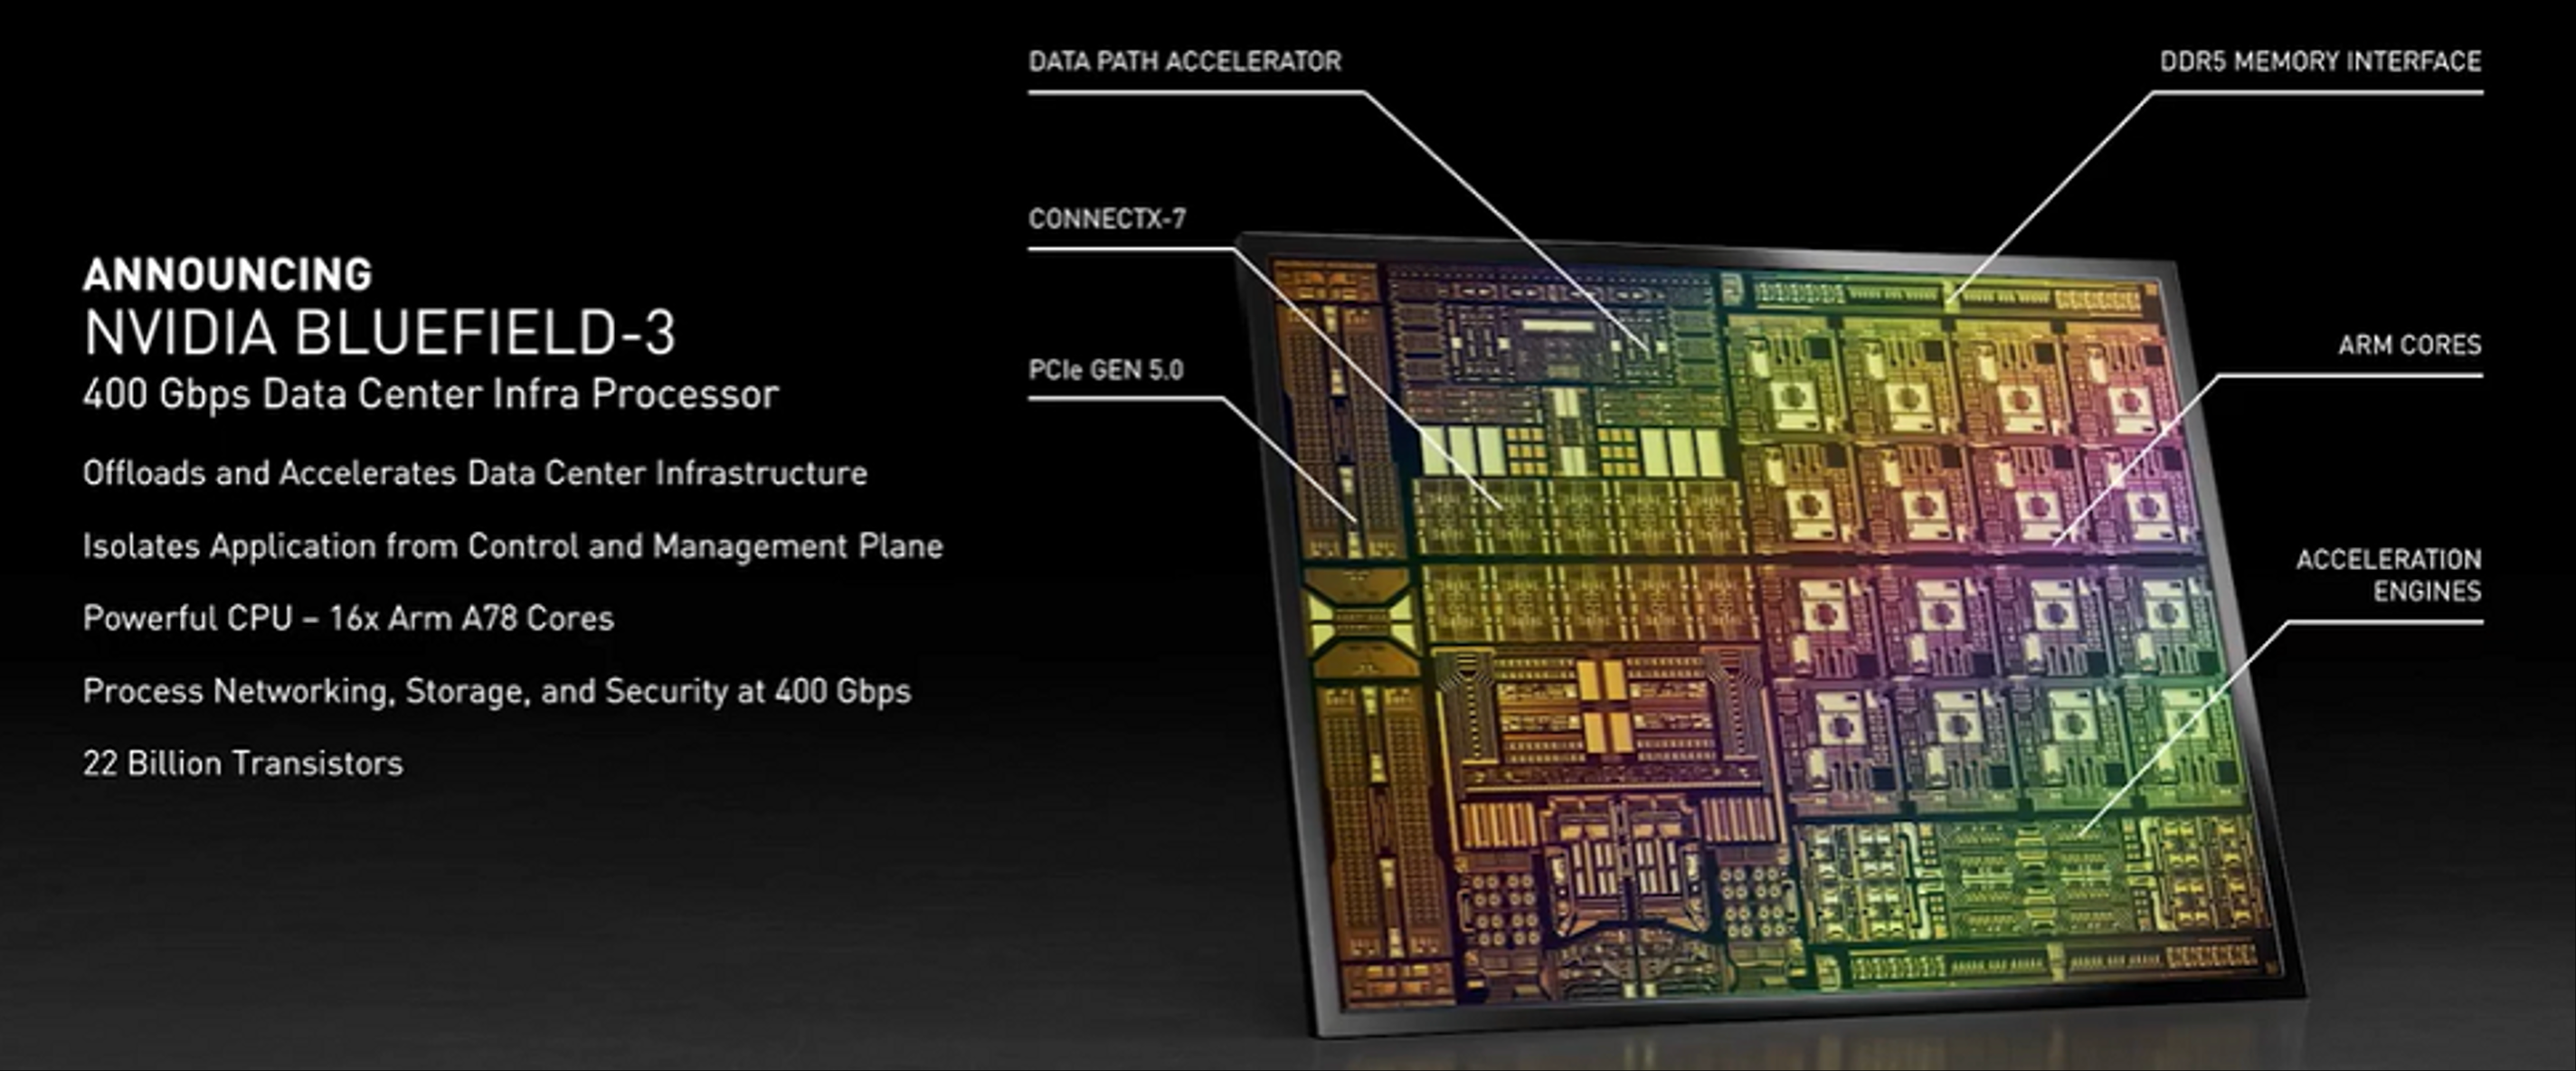 ANNOUNCING
NVIDIA BLUEFIELD-3
400 Gbps Data Center Infra Processor
Offloads and Accelerates Data Center Infrastructure
Isolates Application from Control and Management Plane
Powerful CPU – 16x Arm A78 Cores
Process Networking, Storage, and Security at 400 Gbps
22 Billion Transistors
DATA PATH ACCELERATOR
CONNECTX-7
PCIe GEN 5.0
DDR5 MEMORY INTERFACE
ARM CORES
ACCELERATION
ENGINES